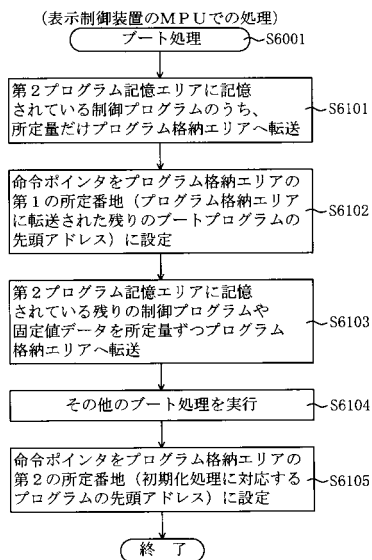 (表示制御装置のMPUでの処理)
ブート処理
S6001
第2プログラム記憶エリアに記憶
されている制御プログラムのうち、
所定量だけプログラム格納エリアへ転送
S6101
命令ポインタをプログラム格納エリアの
第1の所定番地(プログラム格納エリア
に転送された残りのブートプログラムの
先頭アドレス)に設定
S6102
第2プログラム記憶エリアに記憶
されている残りの制御プログラムや
固定値データを所定量ずつプログラム
格納エリアへ転送
S6103
その他のブート処理を実行
S6104
命令ポインタをプログラム格納エリアの
第2の所定番地(初期化処理に対応する
プログラムの先頭アドレス)に設定
S6105
終 了